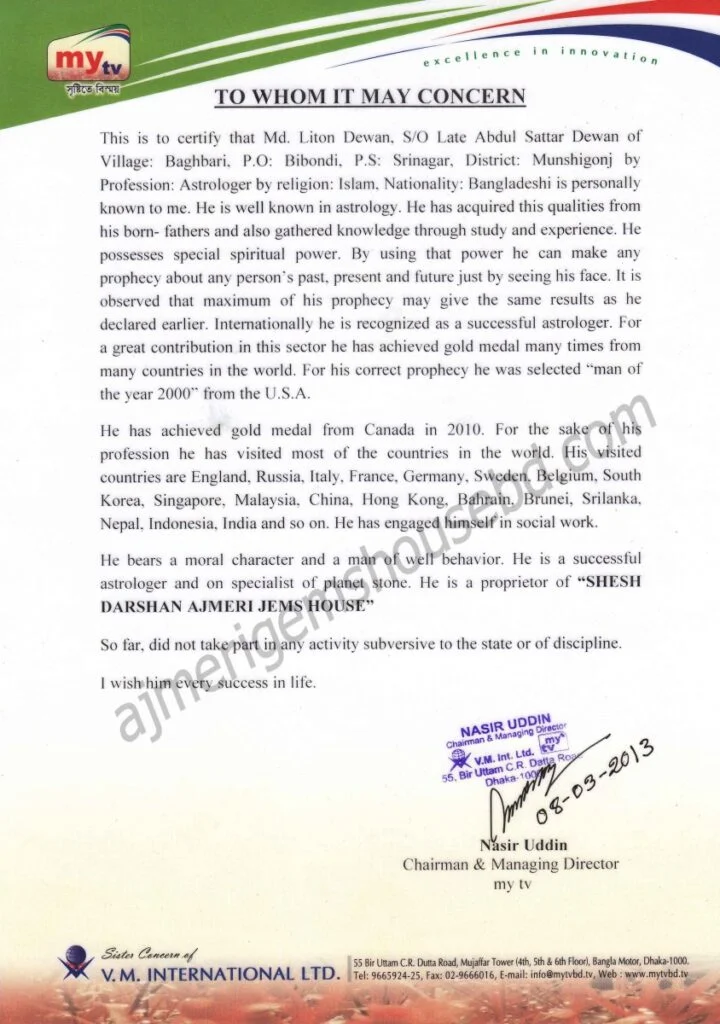 my tv
সৃষ্টিতে বিস্ময়
excellence in innovation
TO WHOM IT MAY CONCERN
This is to certify that Md. Liton Dewan, S/O Late Abdul Sattar Dewan of
Village: Baghbari, P.O: Bibondi, P.S: Srinagar, District: Munshigonj by
Profession: Astrologer by religion: Islam, Nationality: Bangladeshi is personally
known to me. He is well known in astrology. He has acquired this qualities from
his born- fathers and also gathered knowledge through study and experience. He
possesses special spiritual power. By using that power he can make any
prophecy about any person's past, present and future just by seeing his face. It is
observed that maximum of his prophecy may give the same results as he
declared earlier. Internationally he is recognized as a successful astrologer. For
a great contribution in this sector he has achieved gold medal many times from
many countries in the world. For his correct prophecy he was selected “man of
the year 2000” from the U.S.A.
He has achieved gold medal from Canada in 2010. For the sake of his
profession he has visited most of the countries in the world. His visited
countries are England, Russia, Italy, France, Germany, Sweden, Belgium, South
Korea, Singapore, Malaysia, China, Hong Kong, Bahrain, Brunei, Srilanka,
Nepal, Indonesia, India and so on. He has engaged himself in social work.
He bears a moral character and a man of well behavior. He is a successful
astrologer and on specialist of planet stone. He is a proprietor of “SHESH
DARSHAN AJMERI JEMS HOUSE”
So far, did not take part in any activity subversive to the state or of discipline.
I wish him every success in life.
ajmerigemshousebd.com
NASIR UDDIN
Chairman & Managing Director
V.M. Int. Ltd. my tv
55, Bir Uttam C.R. Datta Road
Dhaka-1000
08-03-2013
Nasir Uddin
Chairman & Managing Director
my tv
Sister Concern of
V.M. INTERNATIONAL LTD.
55 Bir Uttam C.R. Dutta Road, Mujaffar Tower (4th, 5th & 6th Floor), Bangla Motor, Dhaka-1000.
Tel: 9665924-25, Fax: 02-9666016, E-mail: info@mytvbd.tv, Web : www.mytvbd.tv